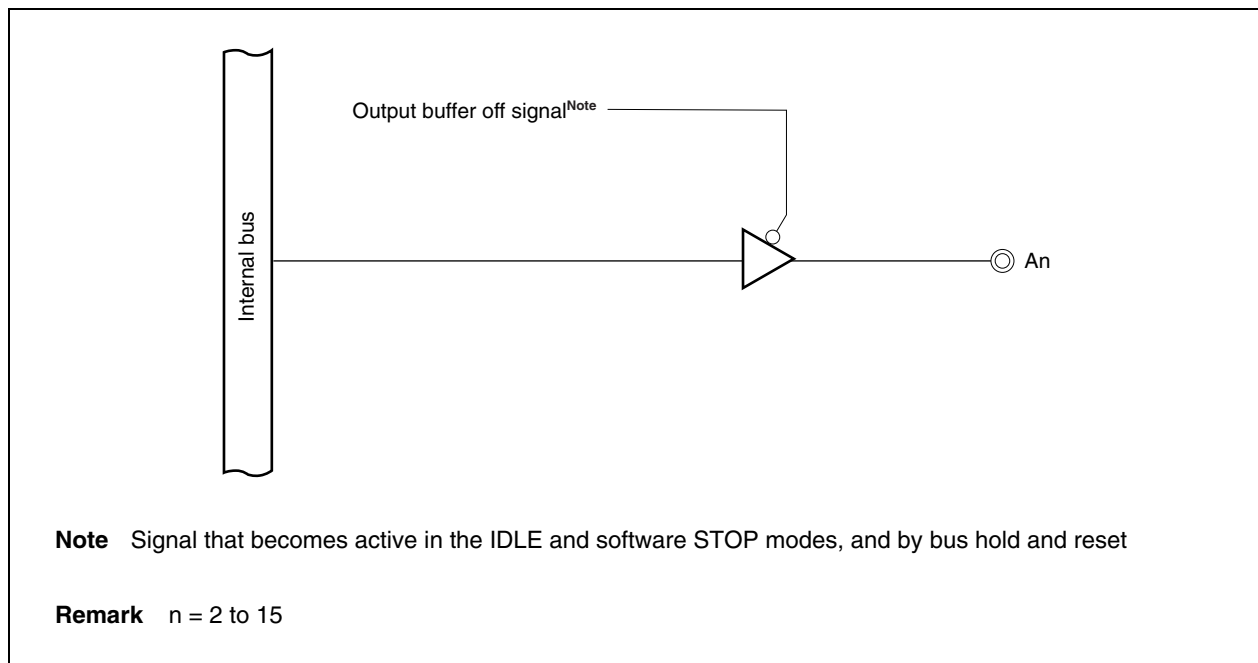 Output buffer off signalNote
Internal bus
An
Note Signal that becomes active in the IDLE and software STOP modes, and by bus hold and reset
Remark n = 2 to 15